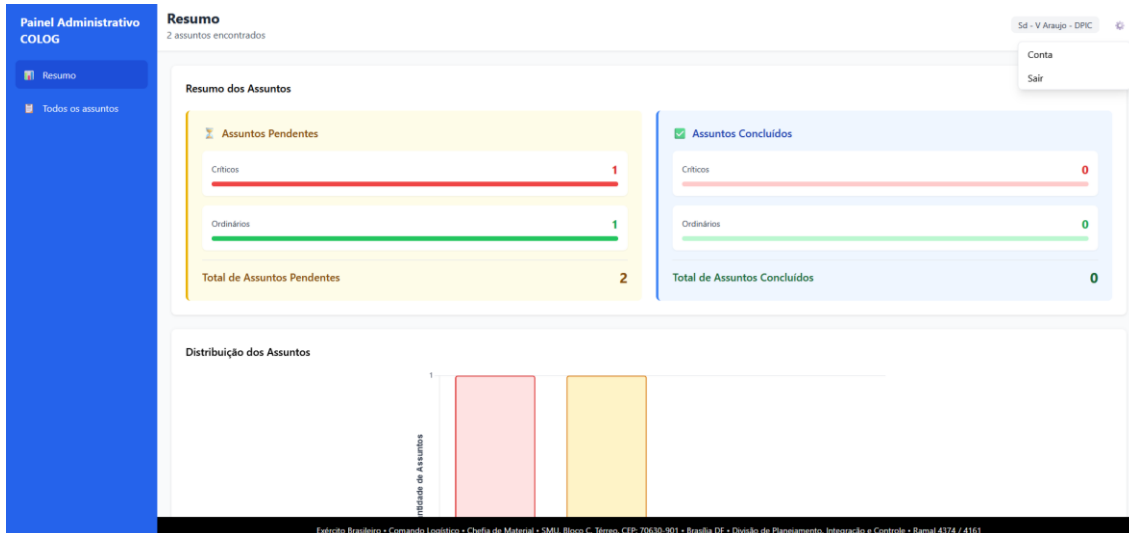 Painel Administrativo
COLOG
Resumo
Todos os assuntos
Resumo
2 assuntos encontrados
Sd - V Araujo - DPIC
Conta
Sair
Resumo dos Assuntos
Assuntos Pendentes
Críticos 1
Ordinários 1
Total de Assuntos Pendentes 2
Assuntos Concluídos
Críticos 0
Ordinários 0
Total de Assuntos Concluídos 0
Distribuição dos Assuntos
1
de Assuntos
Exército Brasileiro • Comando Logístico • Chefia de Material • SMU, Bloco C, Térreo, CEP: 70630-901 • Brasília DF • Divisão de Planejamento, Integração e Controle • Ramal 4374 / 4161